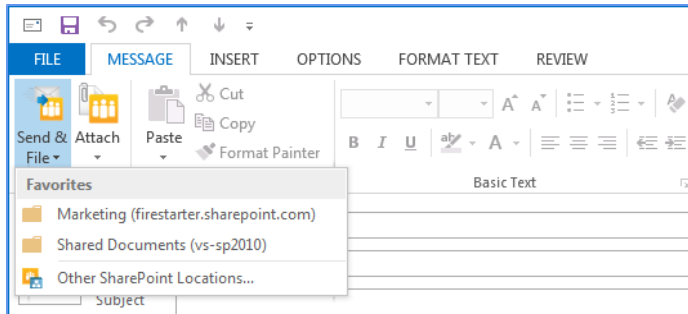 FILE MESSAGE INSERT OPTIONS FORMAT TEXT REVIEW
Send & File
Attach
Paste
Cut
Copy
Format Painter
B I U ab A
Basic Text
Favorites
Marketing (firestarter.sharepoint.com)
Shared Documents (vs-sp2010)
Other SharePoint Locations...
Subject